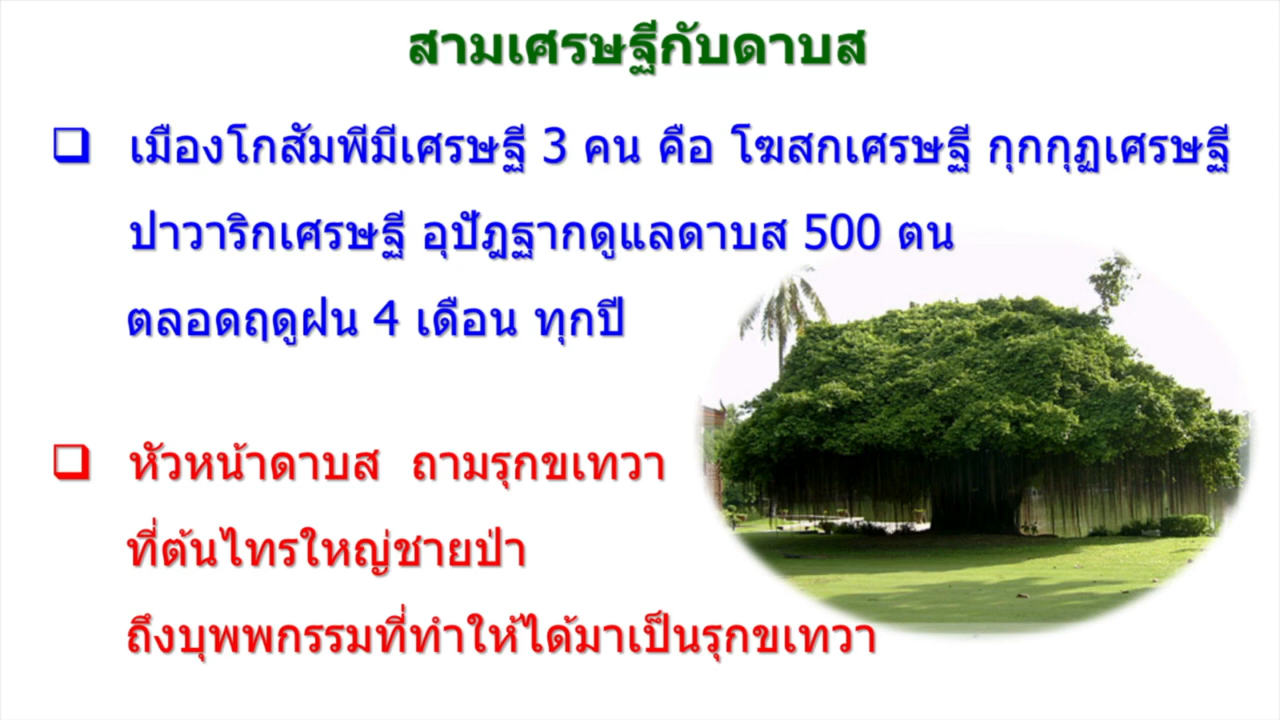 สามเศรษฐีกับดาบส
เมืองโกสัมพีมีเศรษฐี 3 คน คือ โฆสกเศรษฐี กุกกุฏเศรษฐี
ปาวาริกเศรษฐี อุปัฎฐากดูแลดาบส 500 ตน
ตลอดฤดูฝน 4 เดือน ทุกปี
หัวหน้าดาบส ถามรุกขเทวา
ที่ต้นไทรใหญ่ชายป่า
ถึงบุพพกรรมที่ทำให้ได้มาเป็นรุกขเทวา